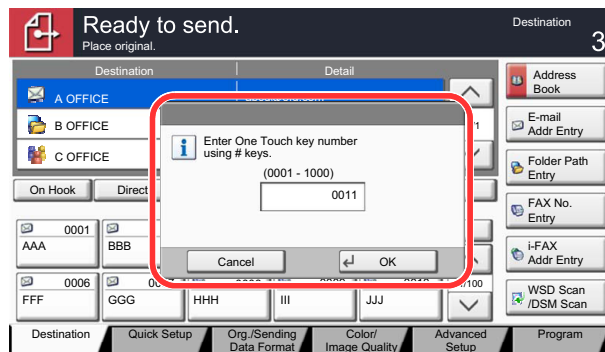 Ready to send.
Place original.
Destination
3
Destination
Detail
A OFFICE
B OFFICE
C OFFICE
Enter One Touch key number
using # keys.
(0001 - 1000)
0011
Cancel
OK
On Hook
Direct
0001
AAA
BBB
0006
FFF
GGG
HHH
III
JJJ
/100
Address
Book
E-mail
Addr Entry
Folder Path
Entry
FAX No.
Entry
i-FAX
Addr Entry
WSD Scan
/DSM Scan
Destination
Quick Setup
Org./Sending
Data Format
Color/
Image Quality
Advanced
Setup
Program